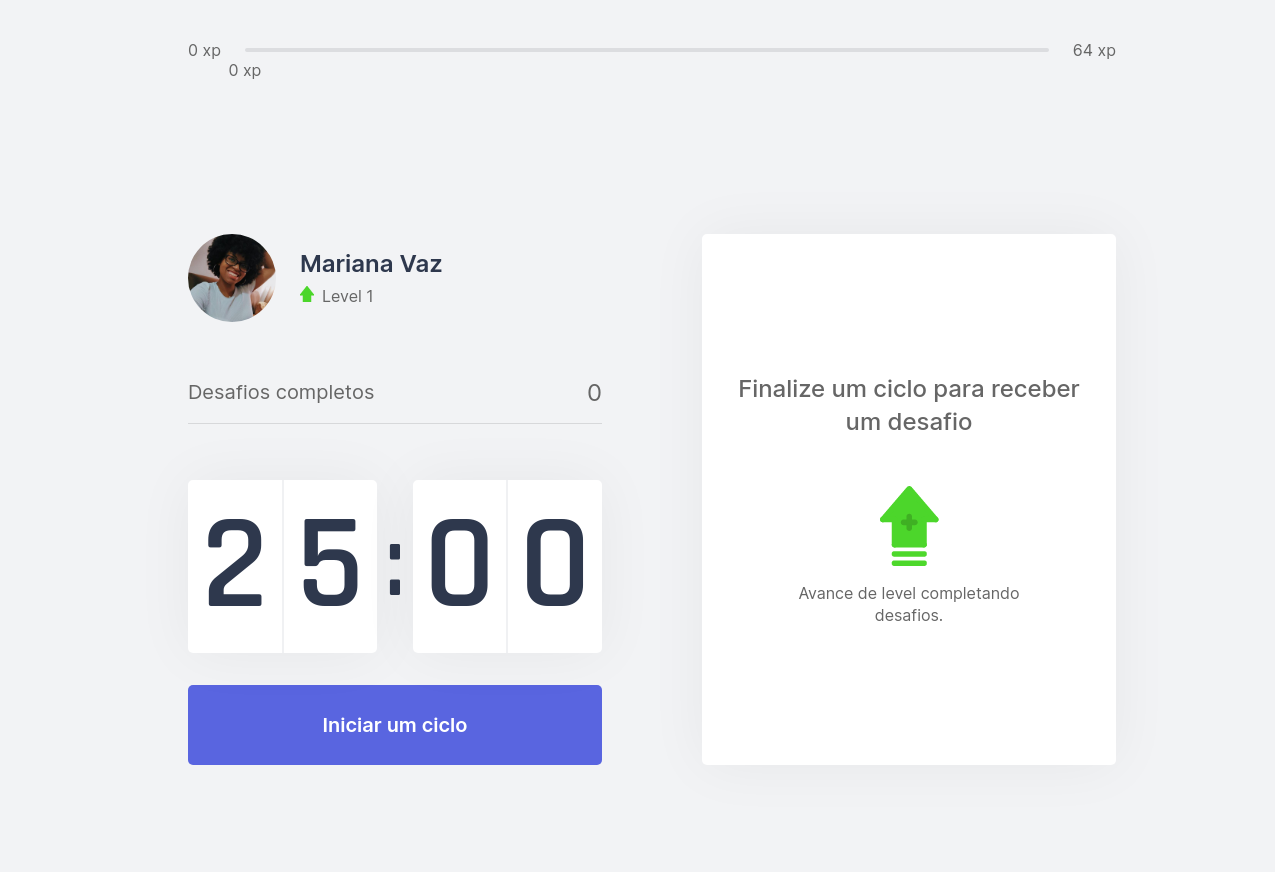 0 xp
64 xp
0 xp
Mariana Vaz
Level 1
Desafios completos
0
25:00
Iniciar um ciclo
Finalize um ciclo para receber
um desafio
Avance de level completando
desafios.